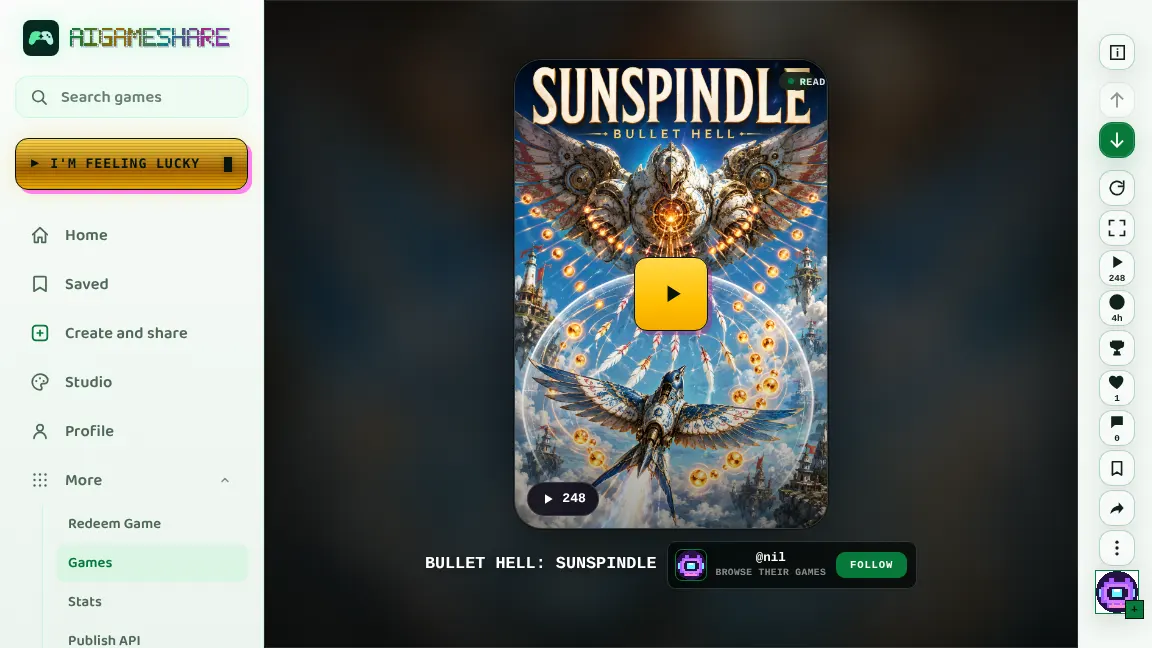 AIGAMESHARE
Search games
I'M FEELING LUCKY
Home
Saved
Create and share
Studio
Profile
More
Redeem Game
Games
Stats
Publish API
SUNSPINDLE
BULLET HELL
READ
248
BULLET HELL: SUNSPINDLE
@nil
BROWSE THEIR GAMES
FOLLOW
248
4h
1
0